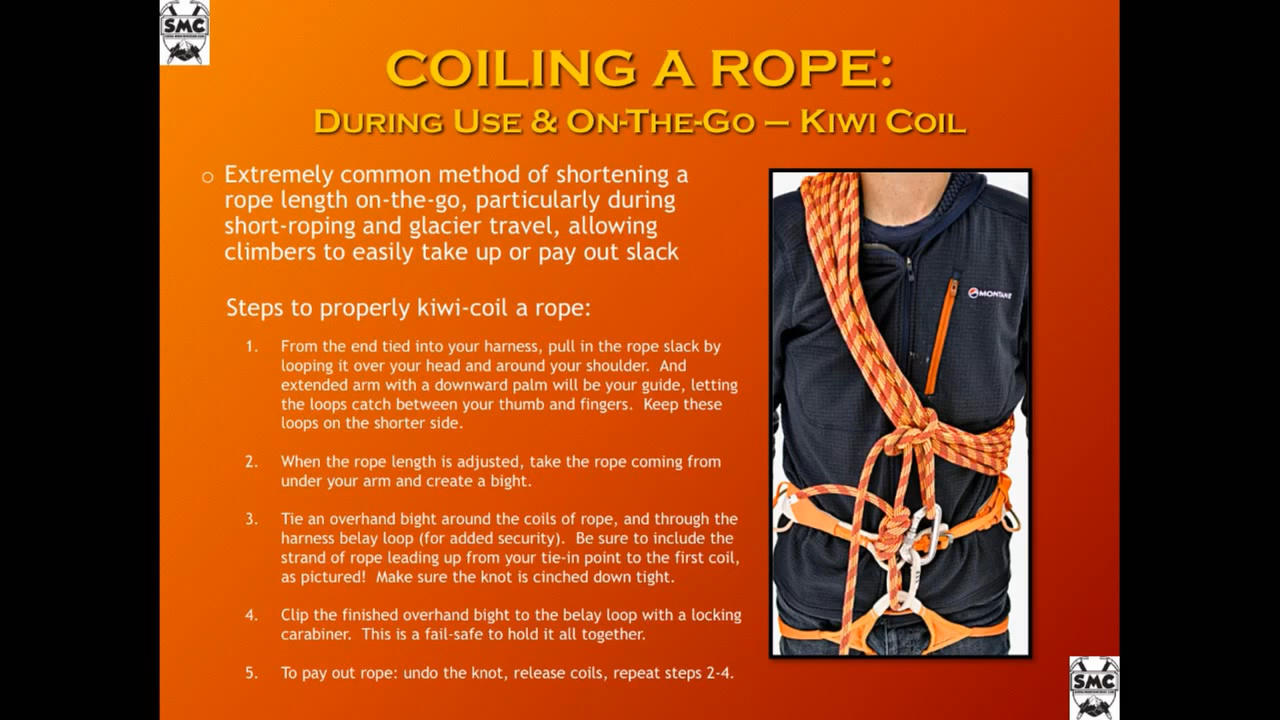 SMC
COILING A ROPE:
DURING USE & ON-THE-GO – KIWI COIL
Extremely common method of shortening a
rope length on-the-go, particularly during
short-roping and glacier travel, allowing
climbers to easily take up or pay out slack
Steps to properly kiwi-coil a rope:
1. From the end tied into your harness, pull in the rope slack by
looping it over your head and around your shoulder. And
extended arm with a downward palm will be your guide, letting
the loops catch between your thumb and fingers. Keep these
loops on the shorter side.
2. When the rope length is adjusted, take the rope coming from
under your arm and create a bight.
3. Tie an overhand bight around the coils of rope, and through the
harness belay loop (for added security). Be sure to include the
strand of rope leading up from your tie-in point to the first coil,
as pictured! Make sure the knot is cinched down tight.
4. Clip the finished overhand bight to the belay loop with a locking
carabiner. This is a fail-safe to hold it all together.
5. To pay out rope: undo the knot, release coils, repeat steps 2-4.
MONTANE
SMC